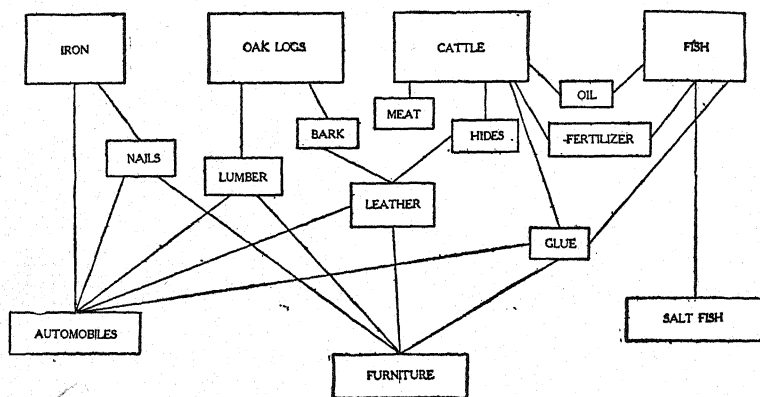 IRON
OAK LOGS
CATTLE
FISH
OIL
MEAT
BARK
HIDES
-FERTILIZER
NAILS
LUMBER
LEATHER
GLUE
AUTOMOBILES
SALT FISH
FURNITURE